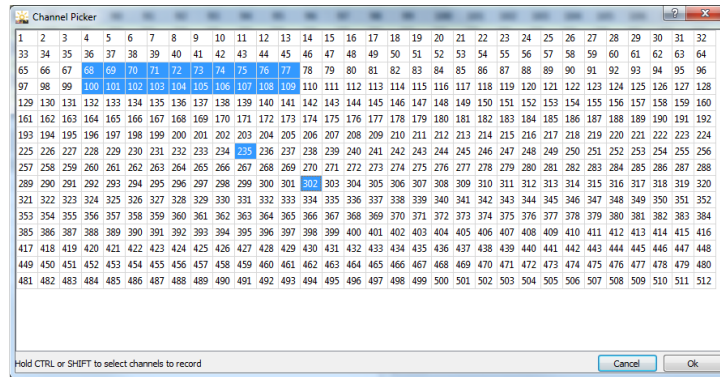 Channel Picker
1 2 3 4 5 6 7 8 9 10 11 12 13 14 15 16 17 18 19 20 21 22 23 24 25 26 27 28 29 30 31 32
33 34 35 36 37 38 39 40 41 42 43 44 45 46 47 48 49 50 51 52 53 54 55 56 57 58 59 60 61 62 63 64
65 66 67 68 69 70 71 72 73 74 75 76 77 78 79 80 81 82 83 84 85 86 87 88 89 90 91 92 93 94 95 96
97 98 99 100 101 102 103 104 105 106 107 108 109 110 111 112 113 114 115 116 117 118 119 120 121 122 123 124 125 126 127 128
129 130 131 132 133 134 135 136 137 138 139 140 141 142 143 144 145 146 147 148 149 150 151 152 153 154 155 156 157 158 159 160
161 162 163 164 165 166 167 168 169 170 171 172 173 174 175 176 177 178 179 180 181 182 183 184 185 186 187 188 189 190 191 192
193 194 195 196 197 198 199 200 201 202 203 204 205 206 207 208 209 210 211 212 213 214 215 216 217 218 219 220 221 222 223 224
225 226 227 228 229 230 231 232 233 234 235 236 237 238 239 240 241 242 243 244 245 246 247 248 249 250 251 252 253 254 255 256
257 258 259 260 261 262 263 264 265 266 267 268 269 270 271 272 273 274 275 276 277 278 279 280 281 282 283 284 285 286 287 288
289 290 291 292 293 294 295 296 297 298 299 300 301 302 303 304 305 306 307 308 309 310 311 312 313 314 315 316 317 318 319 320
321 322 323 324 325 326 327 328 329 330 331 332 333 334 335 336 337 338 339 340 341 342 343 344 345 346 347 348 349 350 351 352
353 354 355 356 357 358 359 360 361 362 363 364 365 366 367 368 369 370 371 372 373 374 375 376 377 378 379 380 381 382 383 384
385 386 387 388 389 390 391 392 393 394 395 396 397 398 399 400 401 402 403 404 405 406 407 408 409 410 411 412 413 414 415 416
417 418 419 420 421 422 423 424 425 426 427 428 429 430 431 432 433 434 435 436 437 438 439 440 441 442 443 444 445 446 447 448
449 450 451 452 453 454 455 456 457 458 459 460 461 462 463 464 465 466 467 468 469 470 471 472 473 474 475 476 477 478 479 480
481 482 483 484 485 486 487 488 489 490 491 492 493 494 495 496 497 498 499 500 501 502 503 504 505 506 507 508 509 510 511 512
Hold CTRL or SHIFT to select channels to record
Cancel Ok